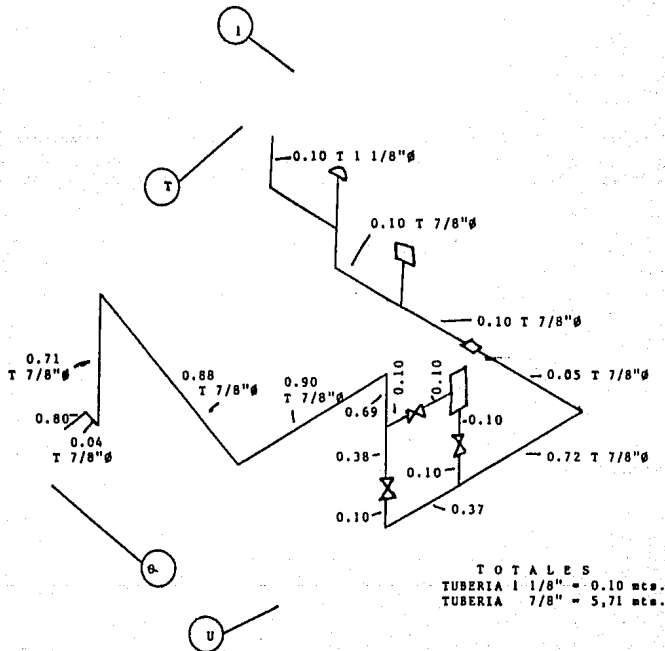 1
T
0.10 T 1 1/8"Ø
0.10 T 7/8"Ø
0.10 T 7/8"Ø
0.05 T 7/8"Ø
0.72 T 7/8"Ø
0.71
T 7/8"Ø
0.88
T 7/8"Ø
0.90
T 7/8"Ø
0.80
0.04
T 7/8"Ø
0.69
0.10
0.10
0.10
0.38
0.10
0.10
0.37
U
T O T A L E S
TUBERIA 1 1/8" = 0.10 mts.
TUBERIA 7/8" = 5,71 mts.